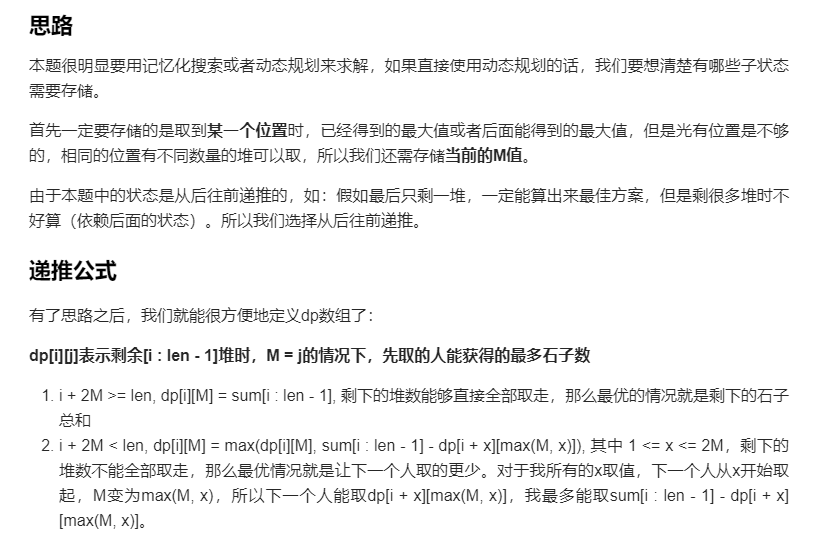 思路
本题很明显要用记忆化搜索或者动态规划来求解，如果直接使用动态规划的话，我们要想清楚有哪些子状态
需要存储。
首先一定要存储的是取到某一个位置时，已经得到的最大值或者后面能得到的最大值，但是光有位置是不够
的，相同的位置有不同数量的堆可以取，所以我们还需存储当前的M值。
由于本题中的状态是从后往前递推的，如：假如最后只剩一堆，一定能算出来最佳方案，但是剩很多堆时不
好算（依赖后面的状态）。所以我们选择从后往前递推。
递推公式
有了思路之后，我们就能很方便地定义dp数组了：
dp[i][j]表示剩余[i : len - 1]堆时，M = j的情况下，先取的人能获得的最多石子数
1. i + 2M >= len, dp[i][M] = sum[i : len - 1], 剩下的堆数能够直接全部取走，那么最优的情况就是剩下的石子
总和
2. i + 2M < len, dp[i][M] = max(dp[i][M], sum[i : len - 1] - dp[i + x][max(M, x)]), 其中 1 <= x <= 2M，剩下的
堆数不能全部取走，那么最优情况就是让下一个人取的更少。对于我所有的x取值，下一个人从x开始取
起，M变为max(M, x)，所以下一个人能取dp[i + x][max(M, x)]，我最多能取sum[i : len - 1] - dp[i + x]
[max(M, x)]。